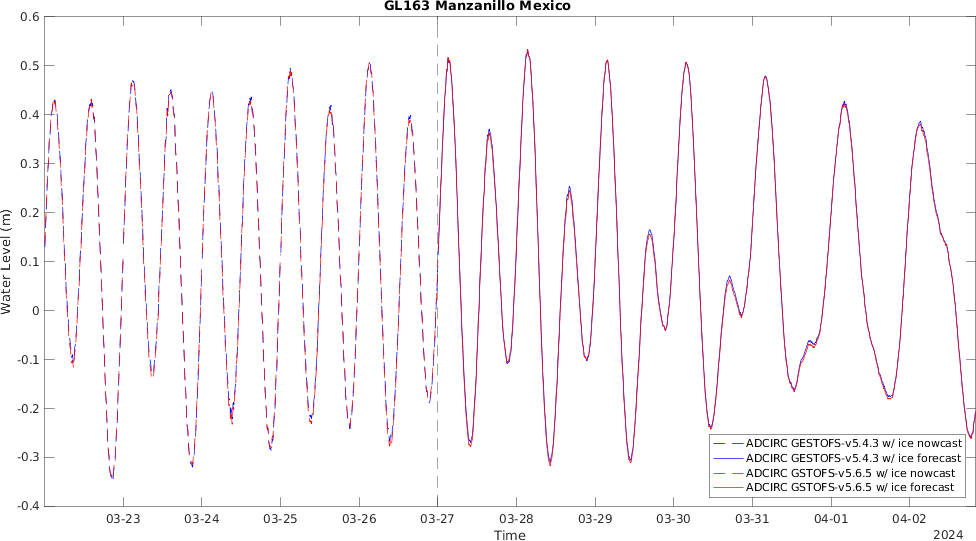 GL163 Manzanillo Mexico
0.6
0.5
0.4
0.3
0.2
0.1
0
-0.1
-0.2
-0.3
-0.4
Water Level (m)
ADCIRC GESTOFS-v5.4.3 w/ ice nowcast
ADCIRC GESTOFS-v5.4.3 w/ ice forecast
ADCIRC GSTOFS-v5.6.5 w/ ice nowcast
ADCIRC GSTOFS-v5.6.5 w/ ice forecast
03-23 03-24 03-25 03-26 03-27 03-28 03-29 03-30 03-31 04-01 04-02
Time
2024